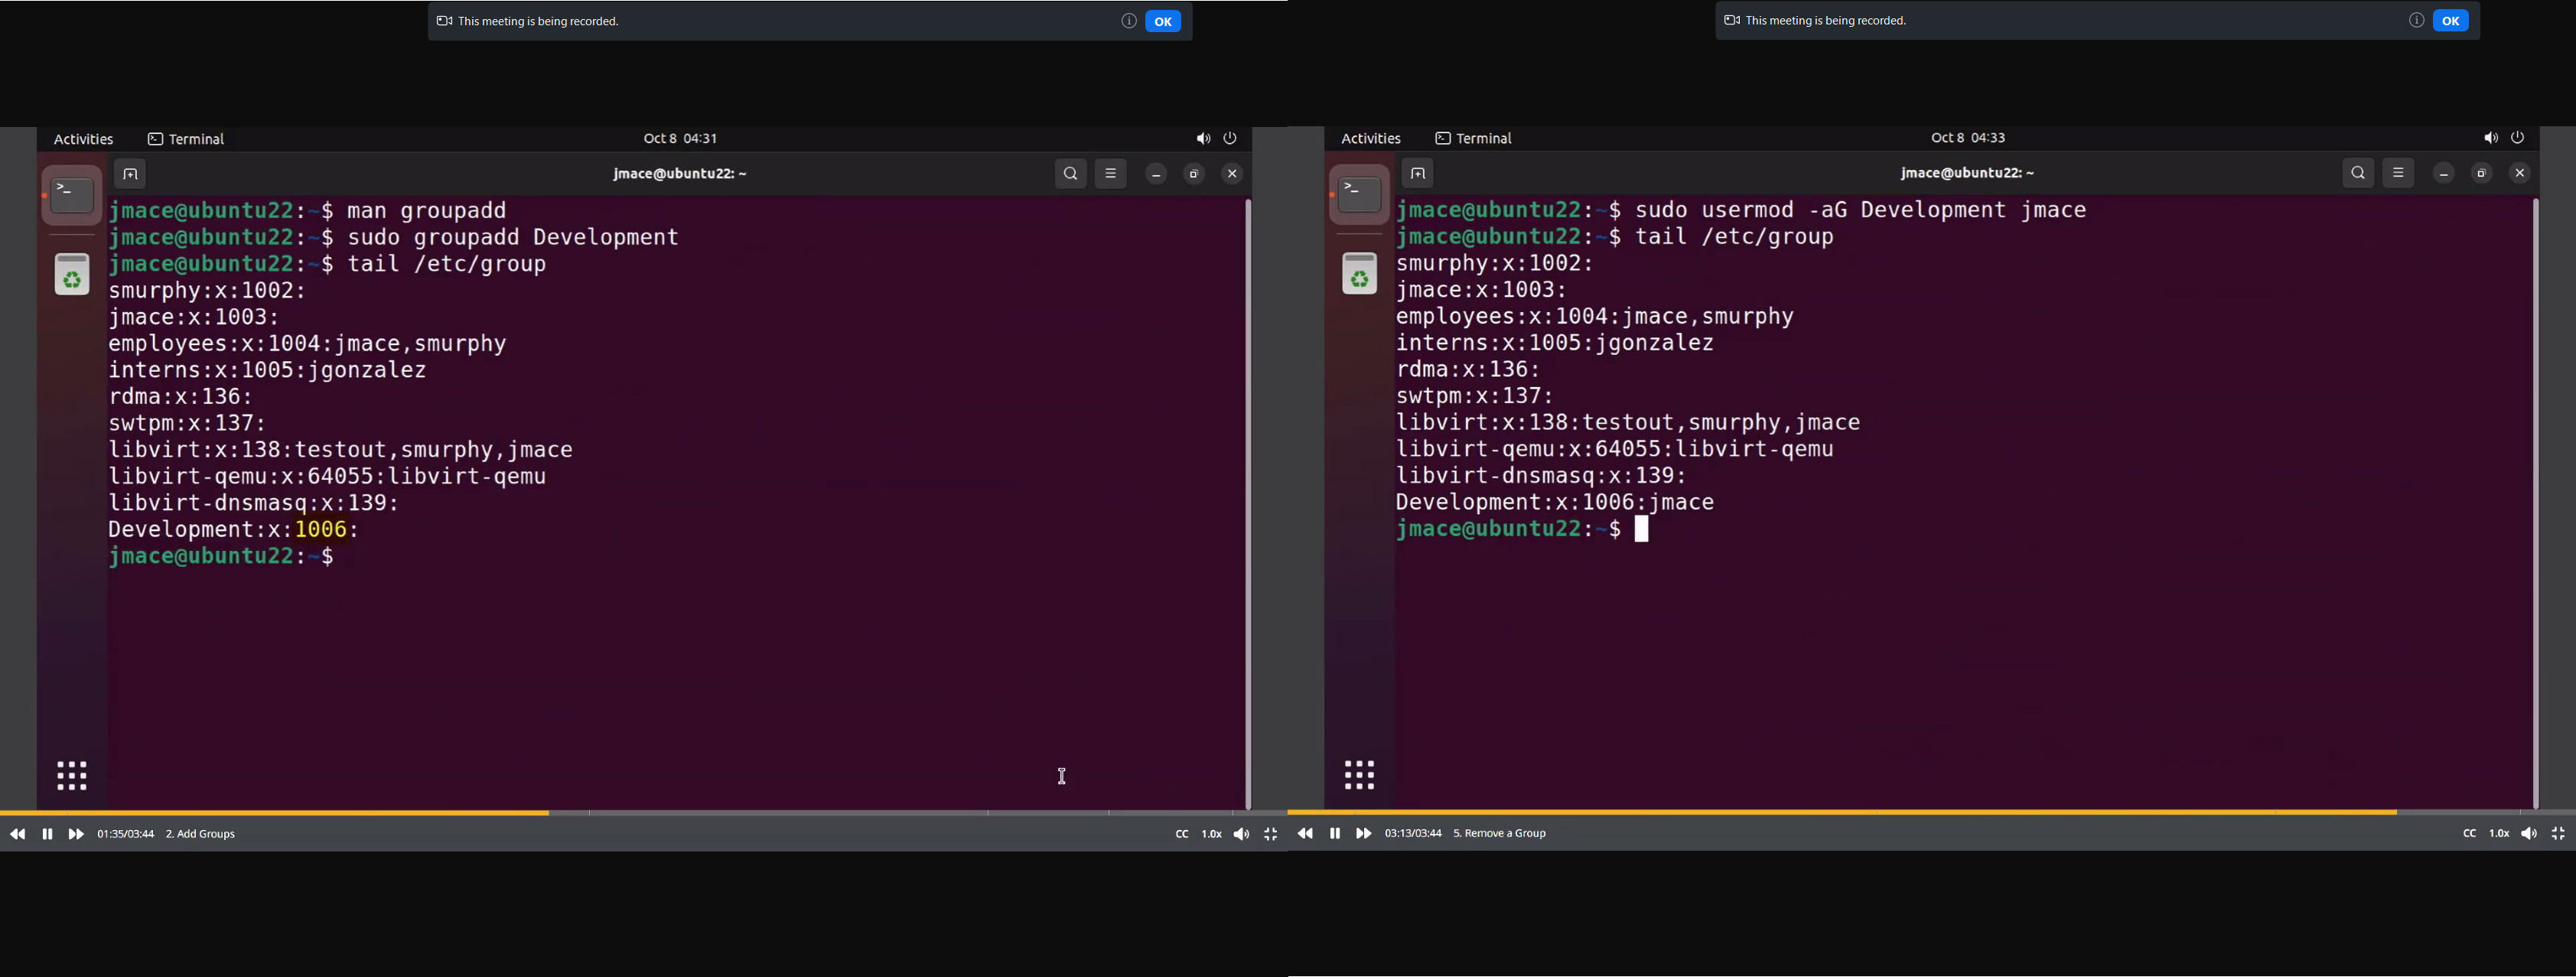 This meeting is being recorded.
OK
Activities
Terminal
Oct 8 04:31
jmace@ubuntu22: ~
jmace@ubuntu22:~$ man groupadd
jmace@ubuntu22:~$ sudo groupadd Development
jmace@ubuntu22:~$ tail /etc/group
smurphy:x:1002:
jmace:x:1003:
employees:x:1004:jmace,smurphy
interns:x:1005:jgonzalez
rdma:x:136:
swtpm:x:137:
libvirt:x:138:testout,smurphy,jmace
libvirt-qemu:x:64055:libvirt-qemu
libvirt-dnsmasq:x:139:
Development:x:1006:
jmace@ubuntu22:~$
01:35/03:44 2. Add Groups
CC 1.0x
This meeting is being recorded.
OK
Activities
Terminal
Oct 8 04:33
jmace@ubuntu22: ~
jmace@ubuntu22:~$ sudo usermod -aG Development jmace
jmace@ubuntu22:~$ tail /etc/group
smurphy:x:1002:
jmace:x:1003:
employees:x:1004:jmace,smurphy
interns:x:1005:jgonzalez
rdma:x:136:
swtpm:x:137:
libvirt:x:138:testout,smurphy,jmace
libvirt-qemu:x:64055:libvirt-qemu
libvirt-dnsmasq:x:139:
Development:x:1006:jmace
jmace@ubuntu22:~$
03:13/03:44 5. Remove a Group
CC 1.0x